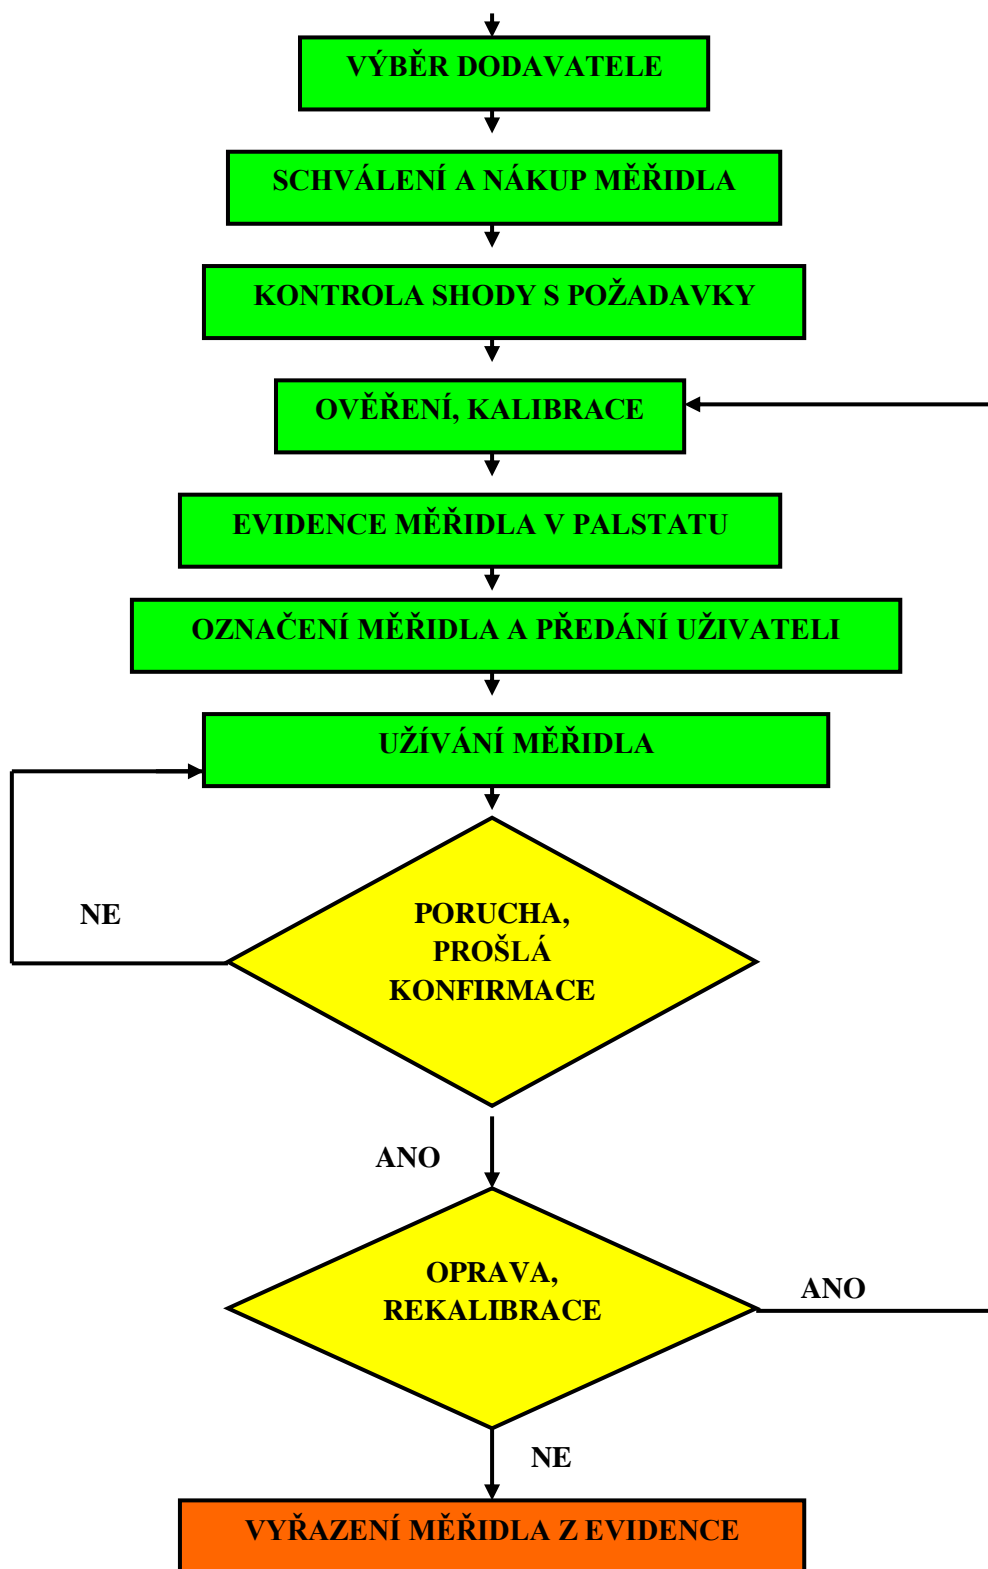 VÝBĚR DODAVATELE
SCHVÁLENÍ A NÁKUP MĚŘIDLA
KONTROLA SHODY S POŽADAVKY
OVĚŘENÍ, KALIBRACE
EVIDENCE MĚŘIDLA V PALSTATU
OZNAČENÍ MĚŘIDLA A PŘEDÁNÍ UŽIVATELI
UŽÍVÁNÍ MĚŘIDLA
NE
PORUCHA,
PROŠLÁ
KONFIRMACE
ANO
OPRAVA,
REKALIBRACE
ANO
NE
VYŘAZENÍ MĚŘIDLA Z EVIDENCE